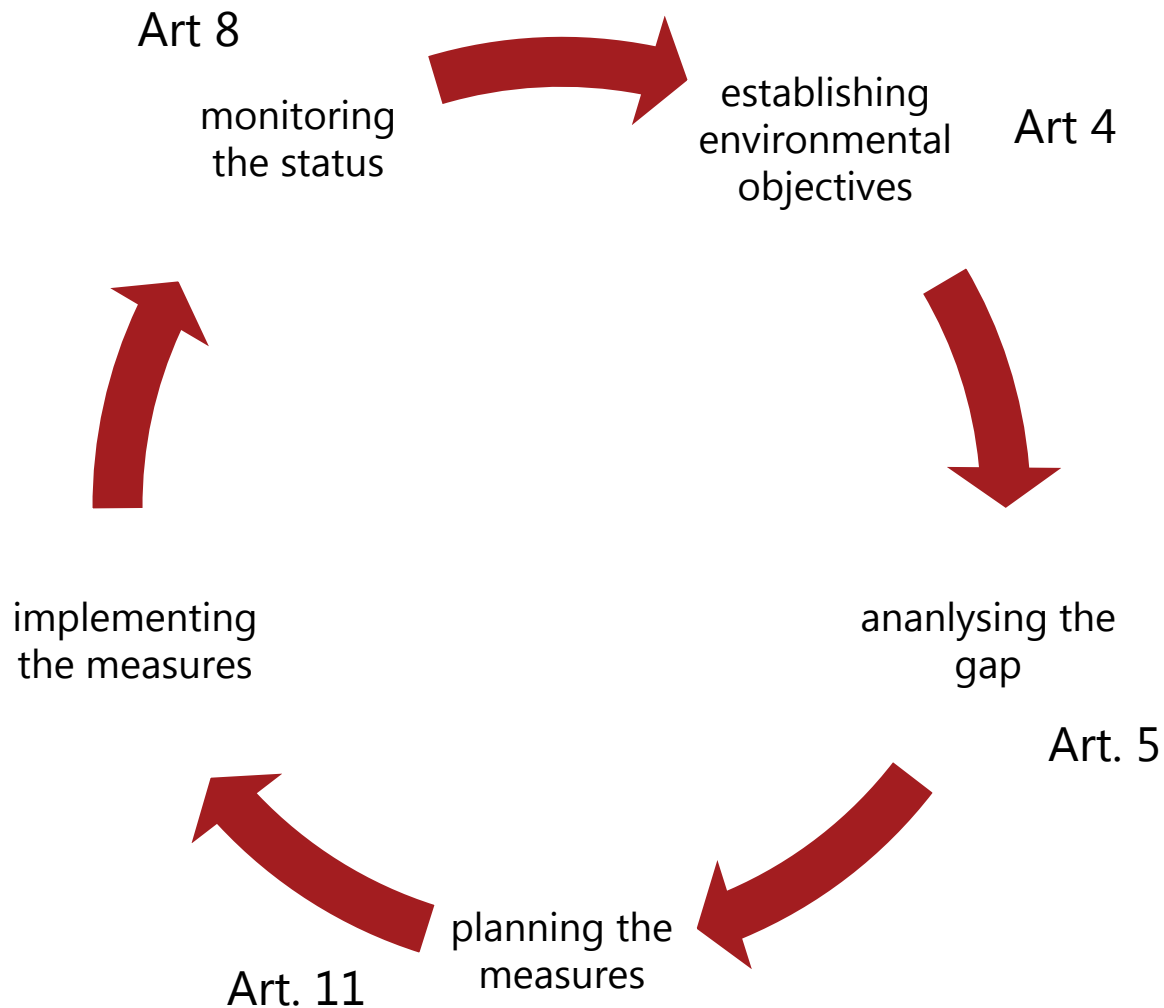 Art 8
monitoring
the status
establishing
environmental
objectives
Art 4
ananlysing the
gap
Art. 5
planning the
measures
Art. 11
implementing
the measures